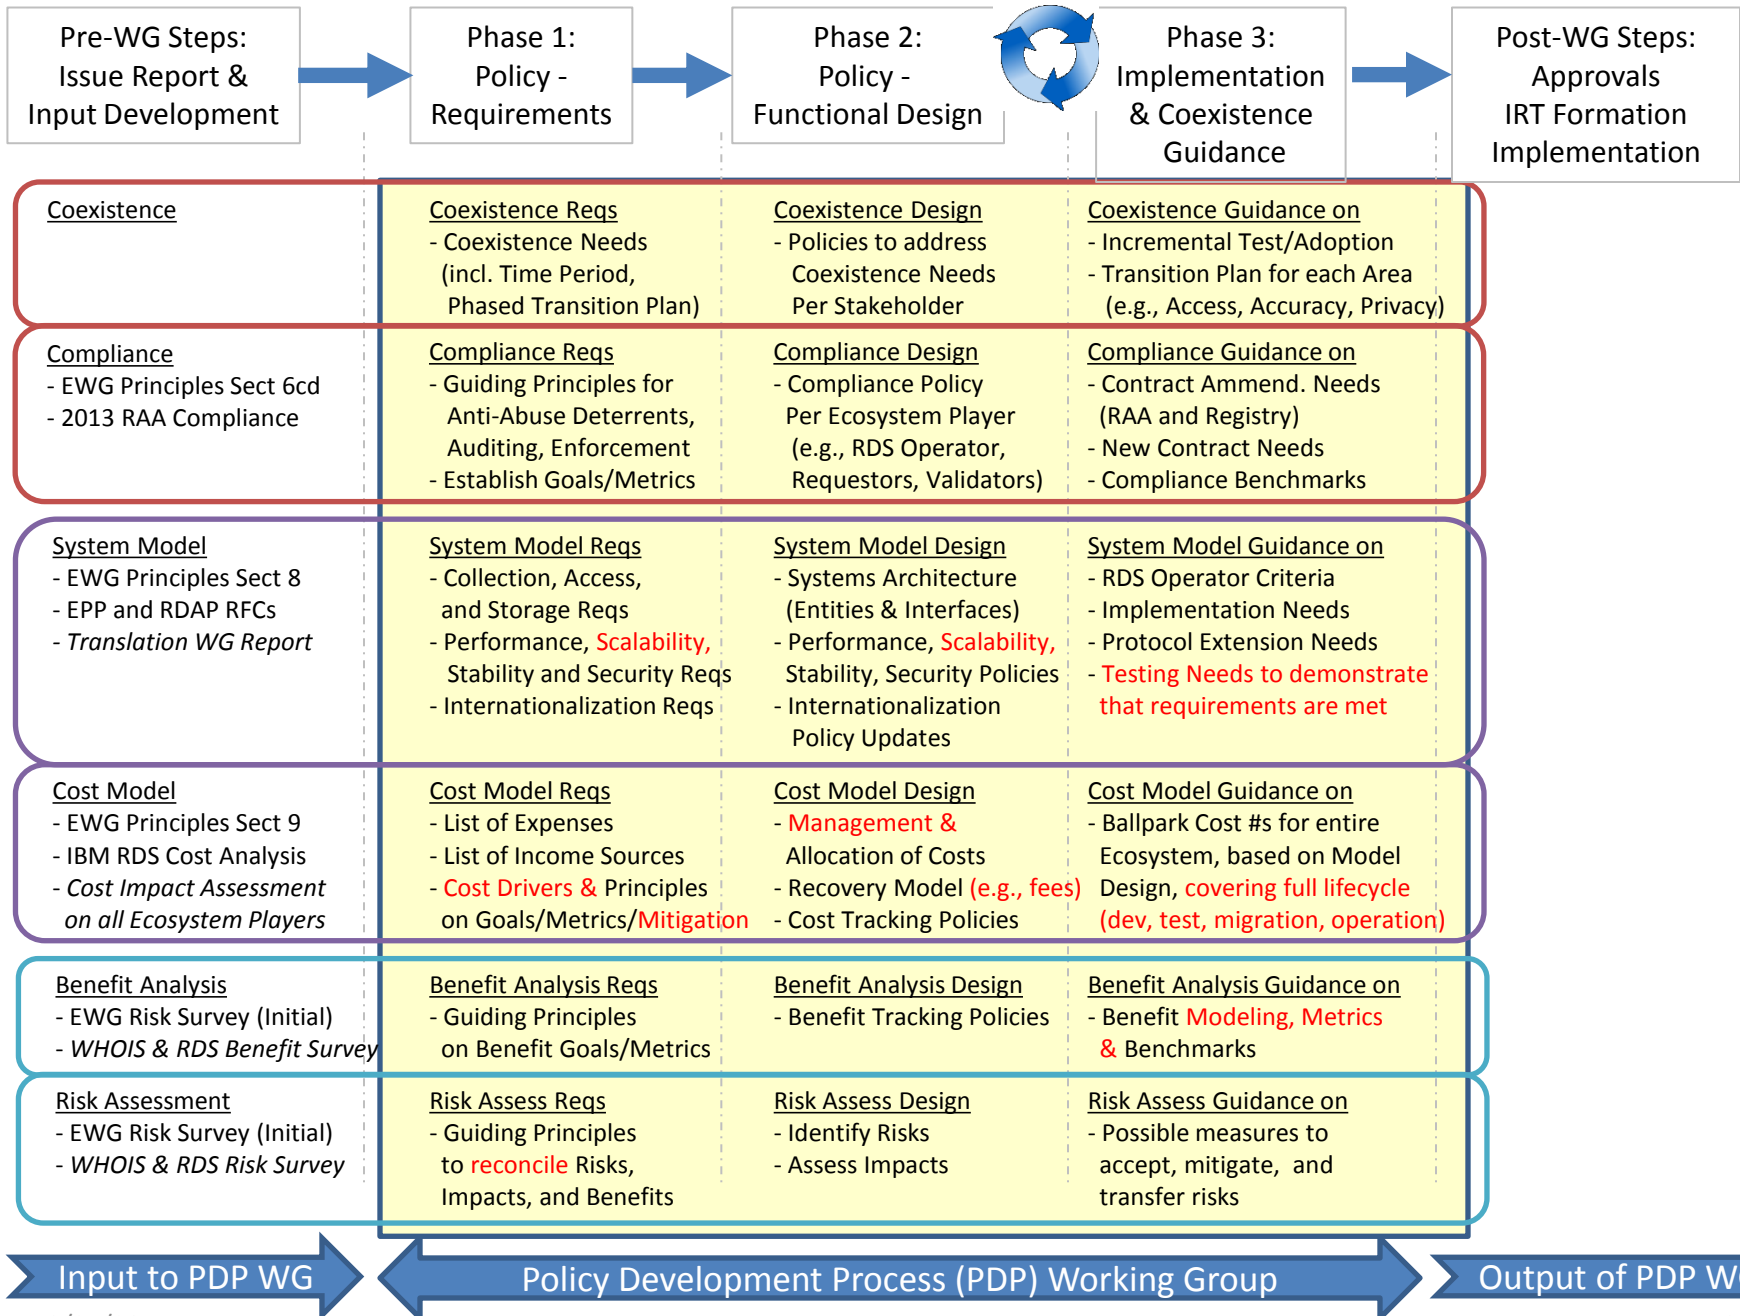 Pre-WG Steps:
Issue Report &
Input Development
Phase 1:
Policy -
Requirements
Phase 2:
Policy -
Functional Design
Phase 3:
Implementation
& Coexistence
Guidance
Post-WG Steps:
Approvals
IRT Formation
Implementation
Coexistence
Coexistence Reqs
- Coexistence Needs
(incl. Time Period,
Phased Transition Plan)
Coexistence Design
- Policies to address
Coexistence Needs
Per Stakeholder
Coexistence Guidance on
- Incremental Test/Adoption
- Transition Plan for each Area
(e.g., Access, Accuracy, Privacy)
Compliance
- EWG Principles Sect 6cd
- 2013 RAA Compliance
Compliance Reqs
- Guiding Principles for
Anti-Abuse Deterrents,
Auditing, Enforcement
- Establish Goals/Metrics
Compliance Design
- Compliance Policy
Per Ecosystem Player
(e.g., RDS Operator,
Requestors, Validators)
Compliance Guidance on
- Contract Ammend. Needs
(RAA and Registry)
- New Contract Needs
- Compliance Benchmarks
System Model
- EWG Principles Sect 8
- EPP and RDAP RFCs
- Translation WG Report
System Model Reqs
- Collection, Access,
and Storage Reqs
- Performance, Scalability,
Stability and Security Reqs
- Internationalization Reqs
System Model Design
- Systems Architecture
(Entities & Interfaces)
- Performance, Scalability,
Stability, Security Policies
- Internationalization
Policy Updates
System Model Guidance on
- RDS Operator Criteria
- Implementation Needs
- Protocol Extension Needs
- Testing Needs to demonstrate
that requirements are met
Cost Model
- EWG Principles Sect 9
- IBM RDS Cost Analysis
- Cost Impact Assessment
on all Ecosystem Players
Cost Model Reqs
- List of Expenses
- List of Income Sources
- Cost Drivers & Principles
on Goals/Metrics/Mitigation
Cost Model Design
- Management &
Allocation of Costs
- Recovery Model (e.g., fees)
- Cost Tracking Policies
Cost Model Guidance on
- Ballpark Cost #s for entire
Ecosystem, based on Model
Design, covering full lifecycle
(dev, test, migration, operation)
Benefit Analysis
- EWG Risk Survey (Initial)
- WHOIS & RDS Benefit Survey
Benefit Analysis Reqs
- Guiding Principles
on Benefit Goals/Metrics
Benefit Analysis Design
- Benefit Tracking Policies
Benefit Analysis Guidance on
- Benefit Modeling, Metrics
& Benchmarks
Risk Assessment
- EWG Risk Survey (Initial)
- WHOIS & RDS Risk Survey
Risk Assess Reqs
- Guiding Principles
to reconcile Risks,
Impacts, and Benefits
Risk Assess Design
- Identify Risks
- Assess Impacts
Risk Assess Guidance on
- Possible measures to
accept, mitigate, and
transfer risks
Input to PDP WG
Policy Development Process (PDP) Working Group
Output of PDP W